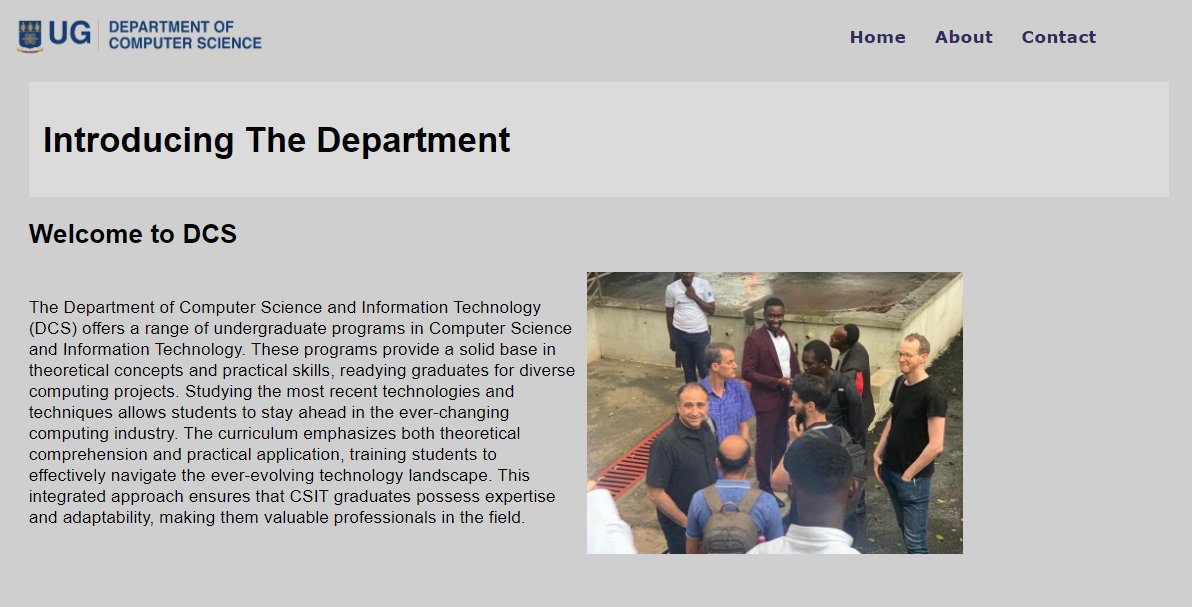 UG DEPARTMENT OF
COMPUTER SCIENCE
Home About Contact
Introducing The Department
Welcome to DCS
The Department of Computer Science and Information Technology
(DCS) offers a range of undergraduate programs in Computer Science
and Information Technology. These programs provide a solid base in
theoretical concepts and practical skills, readying graduates for diverse
computing projects. Studying the most recent technologies and
techniques allows students to stay ahead in the ever-changing
computing industry. The curriculum emphasizes both theoretical
comprehension and practical application, training students to
effectively navigate the ever-evolving technology landscape. This
integrated approach ensures that CSIT graduates possess expertise
and adaptability, making them valuable professionals in the field.